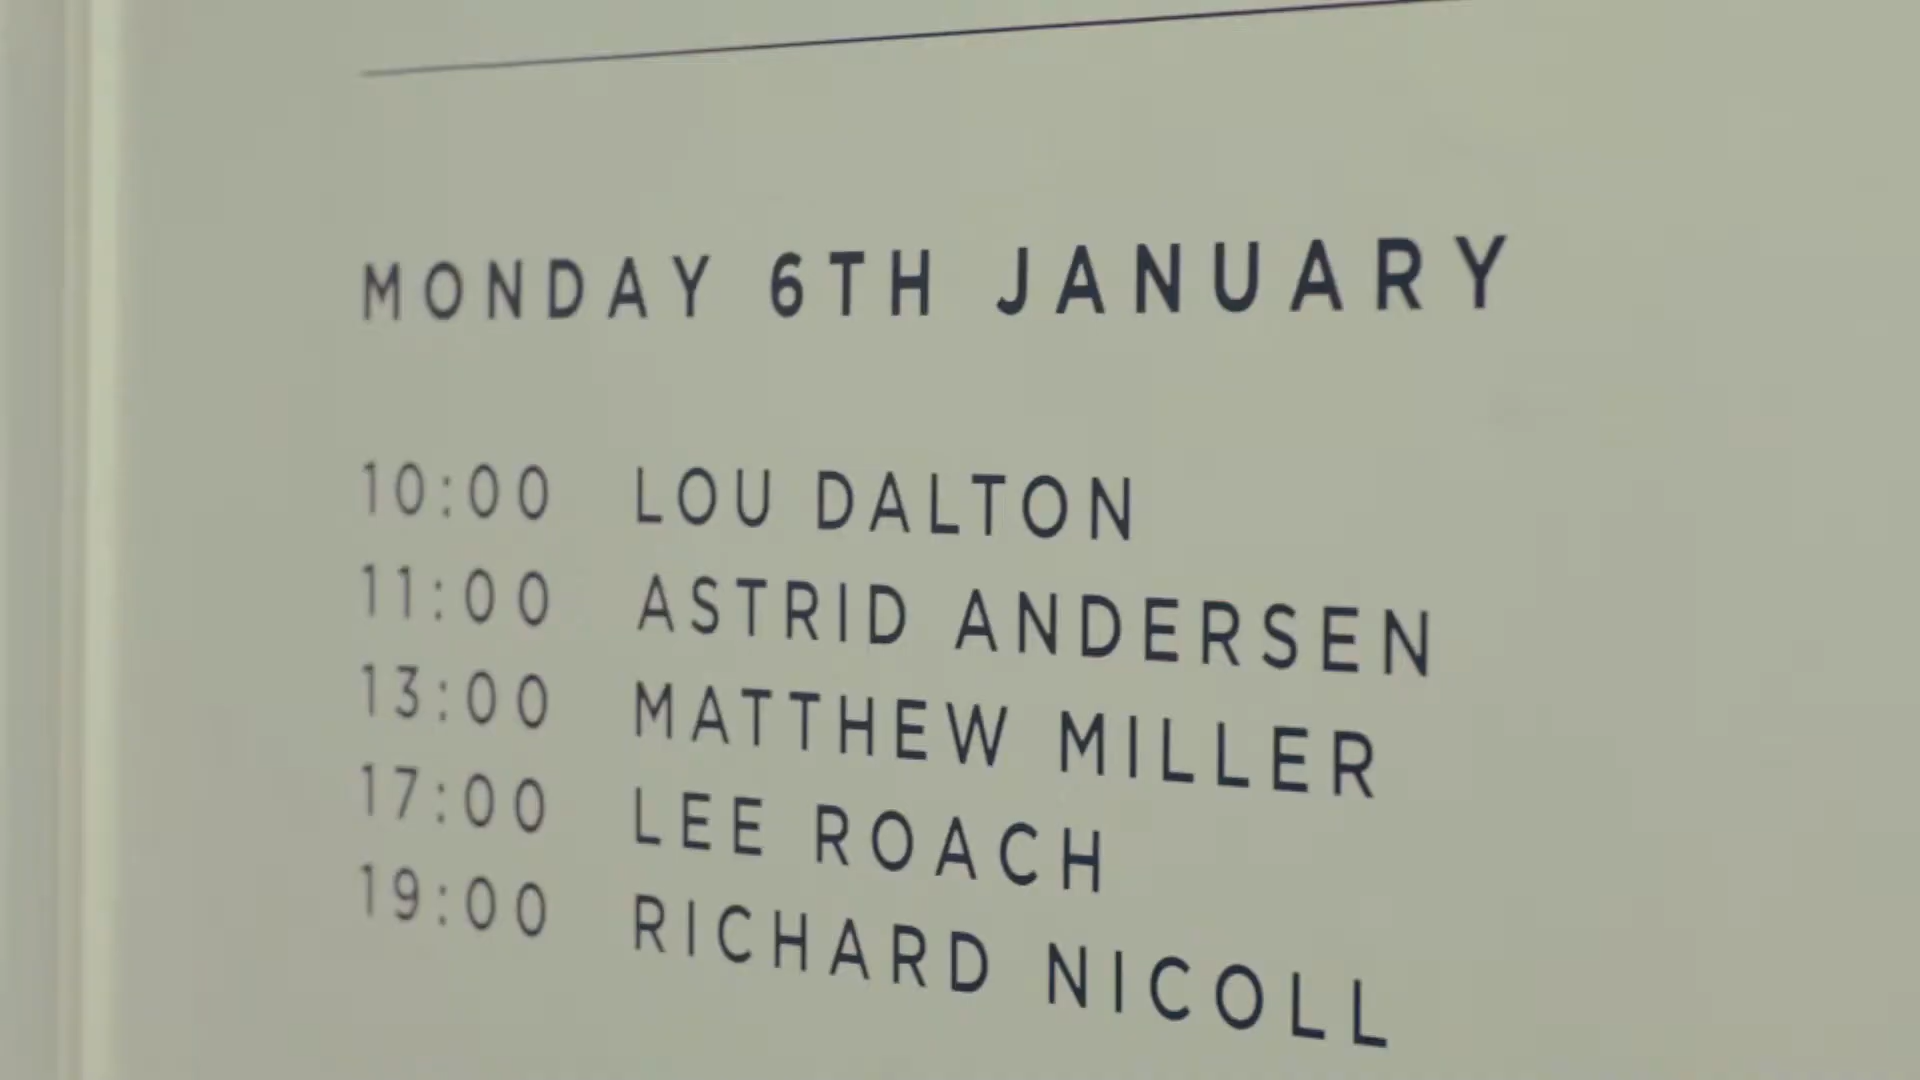 MONDAY 6TH JANUARY
10:00 LOU DALTON
11:00 ASTRID ANDERSEN
13:00 MATTHEW MILLER
17:00 LEE ROACH
19:00 RICHARD NICOLL